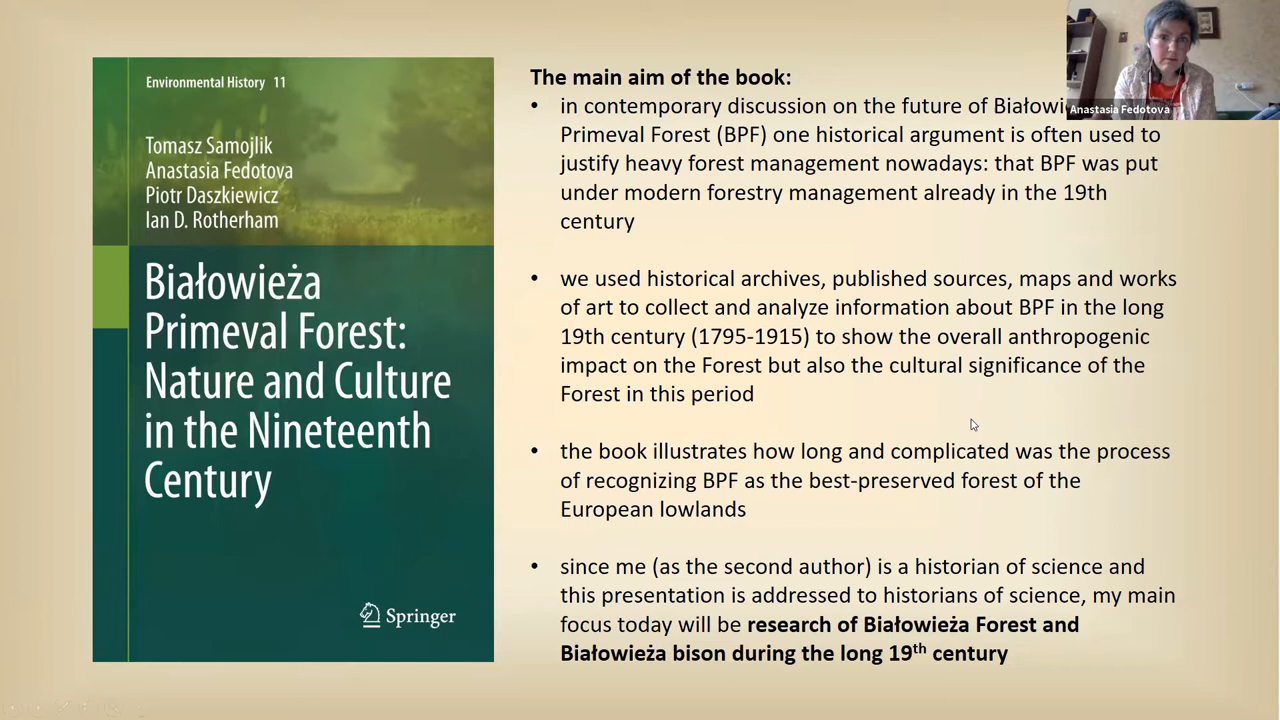 Environmental History 11
Tomasz Samojlik
Anastasia Fedotova
Piotr Daszkiewicz
Ian D. Rotherham
Białowieża
Primeval Forest:
Nature and Culture
in the Nineteenth
Century
Springer
The main aim of the book:
• in contemporary discussion on the future of
Primeval Forest (BPF) one historical argument is often used to
justify heavy forest management nowadays: that BPF was put
under modern forestry management already in the 19th
century
• we used historical archives, published sources, maps and works
of art to collect and analyze information about BPF in the long
19th century (1795-1915) to show the overall anthropogenic
impact on the Forest but also the cultural significance of the
Forest in this period
• the book illustrates how long and complicated was the process
of recognizing BPF as the best-preserved forest of the
European lowlands
• since me (as the second author) is a historian of science and
this presentation is addressed to historians of science, my main
focus today will be research of Białowieża Forest and
Białowieża bison during the long 19th century
Anastasia Fedotova